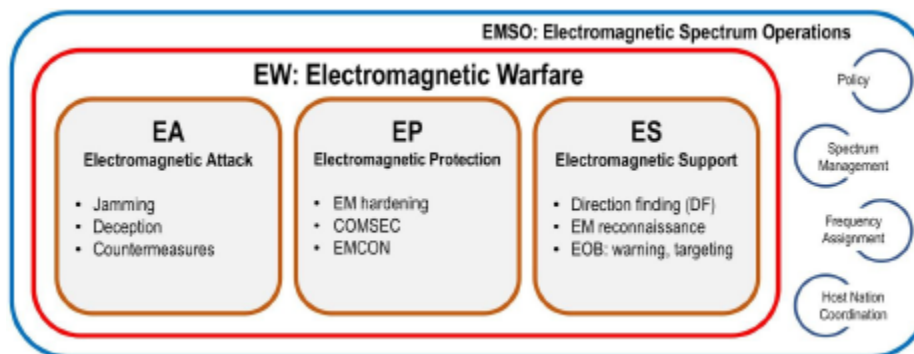 EMSO: Electromagnetic Spectrum Operations
EW: Electromagnetic Warfare
EA
Electromagnetic Attack
• Jamming
• Deception
• Countermeasures
EP
Electromagnetic Protection
• EM hardening
• COMSEC
• EMCON
ES
Electromagnetic Support
• Direction finding (DF)
• EM reconnaissance
• EOB: warning, targeting
Policy
Spectrum
Management
Frequency
Assignment
Host Nation
Coordination